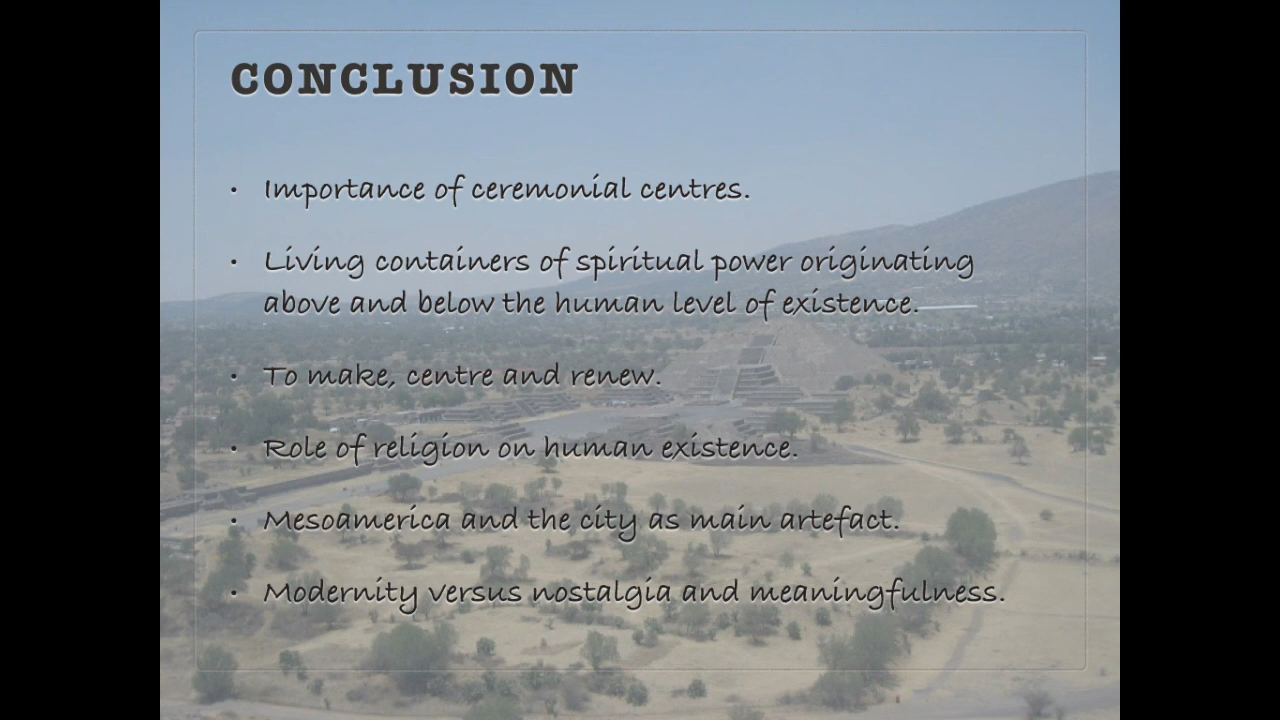 CONCLUSION
• Importance of ceremonial centres.
• Living containers of spiritual power originating
above and below the human level of existence.
• To make, centre and renew.
• Role of religion on human existence.
• Mesoamerica and the city as main artefact.
• Modernity versus nostalgia and meaningfulness.